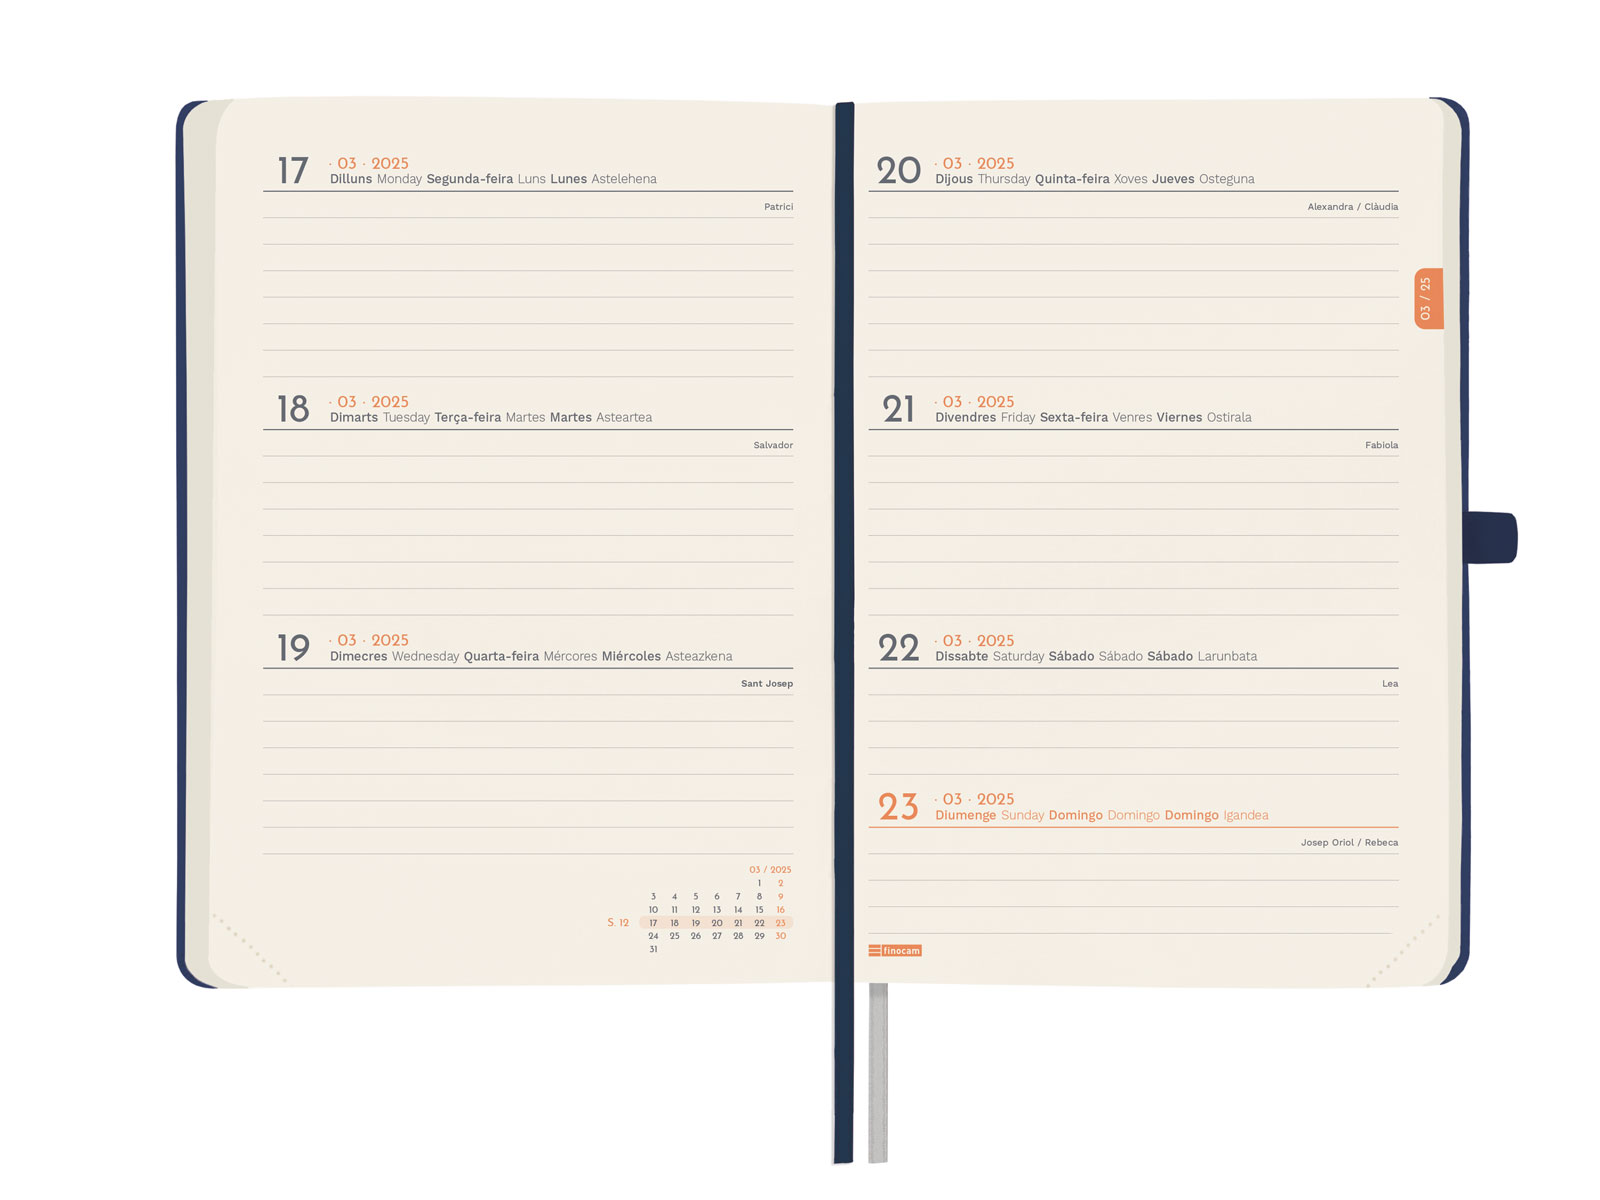 17 · 03 · 2025
Dilluns Monday Segunda-feira Luns Lunes Astelehena
Patrici
18 · 03 · 2025
Dimarts Tuesday Terça-feira Martes Martes Asteartea
Salvador
19 · 03 · 2025
Dimecres Wednesday Quarta-feira Mércores Miércoles Asteazkena
Sant Josep
03 / 2025
1 2
3 4 5 6 7 8 9
10 11 12 13 14 15 16
S. 12 17 18 19 20 21 22 23
24 25 26 27 28 29 30
31
20 · 03 · 2025
Dijous Thursday Quinta-feira Xoves Jueves Osteguna
Alexandra / Clàudia
03 / 25
21 · 03 · 2025
Divendres Friday Sexta-feira Venres Viernes Ostirala
Fabiola
22 · 03 · 2025
Dissabte Saturday Sábado Sábado Sábado Larunbata
Lea
23 · 03 · 2025
Diumenge Sunday Domingo Domingo Domingo Igandea
Josep Oriol / Rebeca
finocam